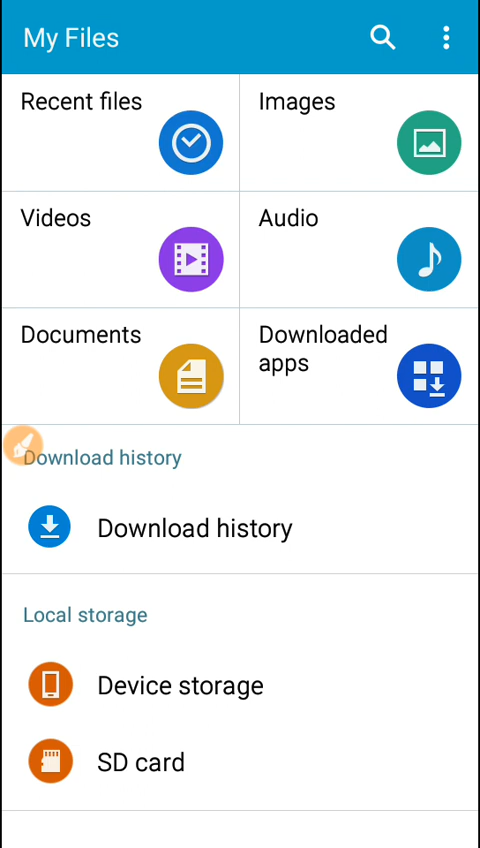 My Files
Recent files
Images
Videos
Audio
Documents
Downloaded
apps
Download history
Download history
Local storage
Device storage
SD card